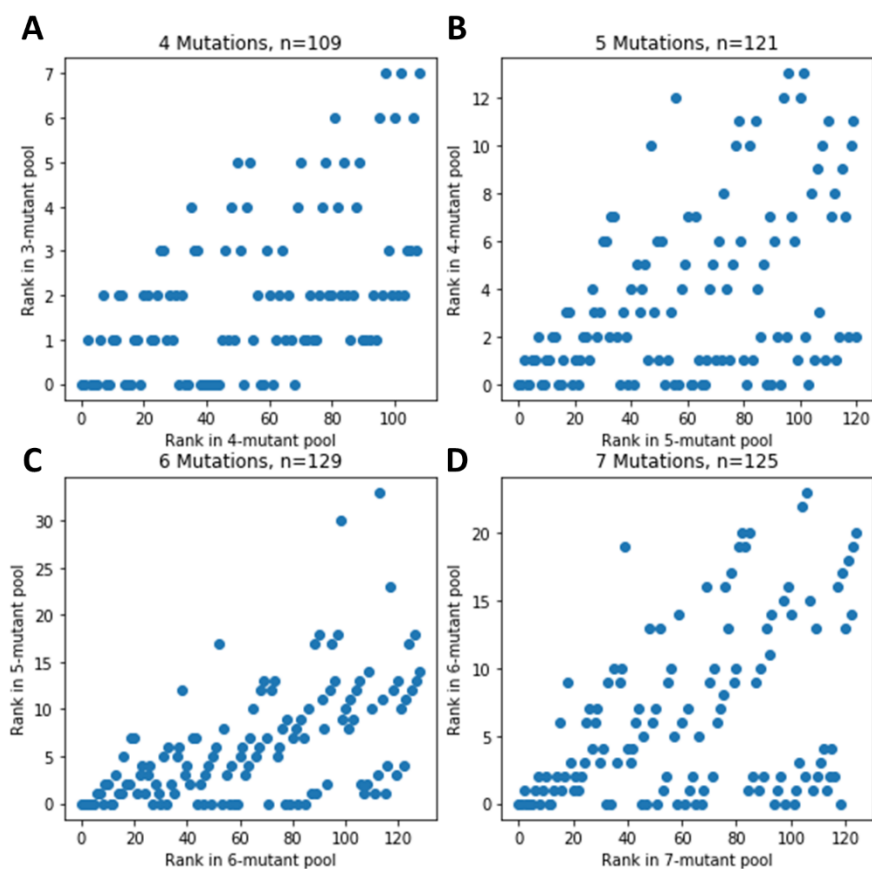 A
4 Mutations, n=109
7
6
5
4
3
2
1
0
Rank in 3-mutant pool
0 20 40 60 80 100
Rank in 4-mutant pool
B
5 Mutations, n=121
12
10
8
6
4
2
0
Rank in 4-mutant pool
0 20 40 60 80 100 120
Rank in 5-mutant pool
C
6 Mutations, n=129
30
25
20
15
10
5
0
Rank in 5-mutant pool
0 20 40 60 80 100 120
Rank in 6-mutant pool
D
7 Mutations, n=125
20
15
10
5
0
Rank in 6-mutant pool
0 20 40 60 80 100 120
Rank in 7-mutant pool